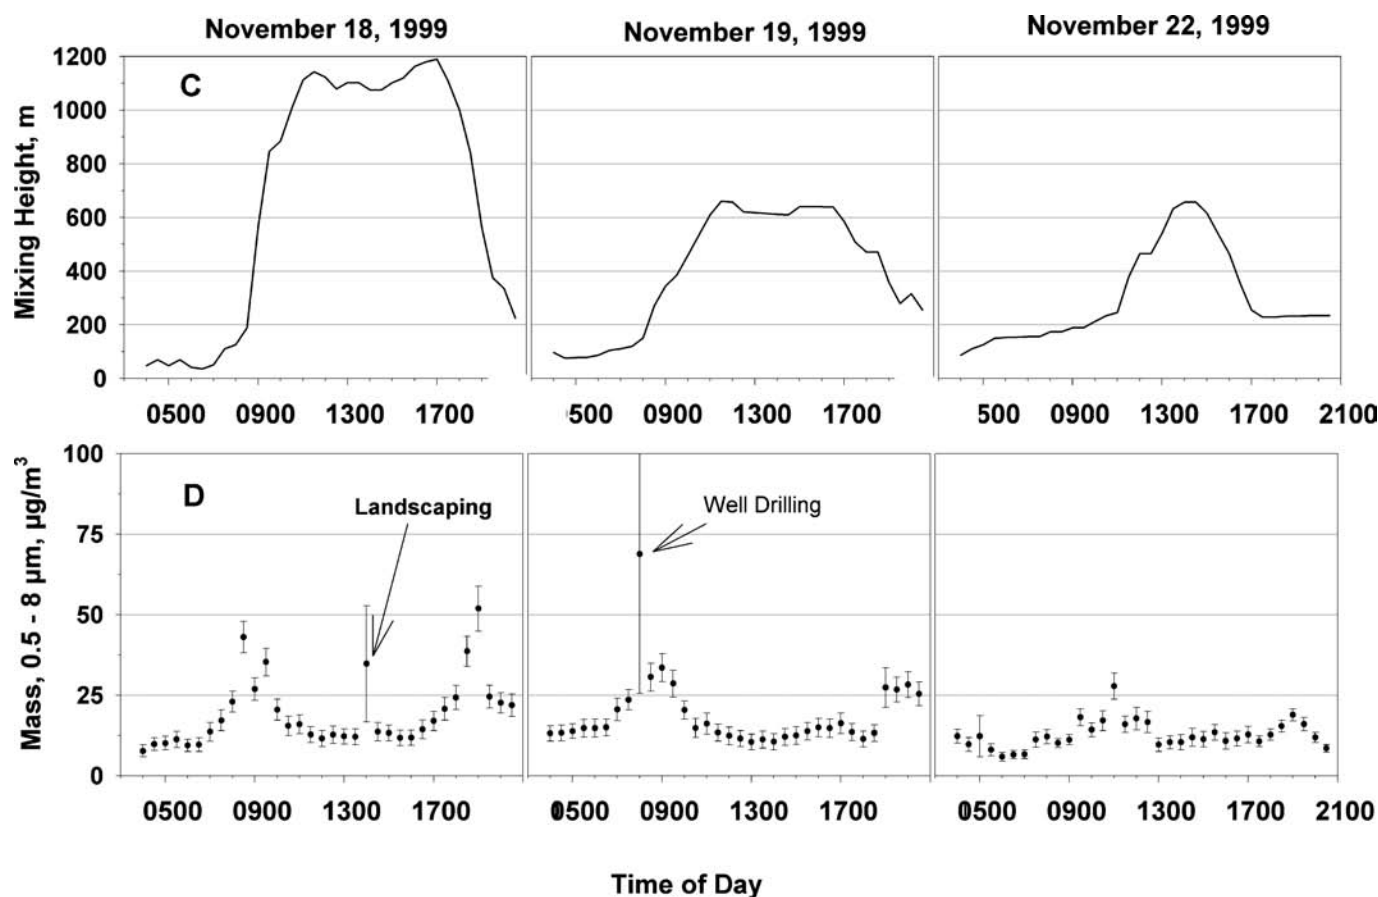 November 18, 1999
November 19, 1999
November 22, 1999
Mixing Height, m
1200
1000
800
600
400
200
0
C
0500 0900 1300 1700
0500 0900 1300 1700
500 0900 1300 1700 2100
Mass, 0.5 - 8 µm, µg/m³
100
75
50
25
0
D
Landscaping
Well Drilling
0500 0900 1300 1700
0500 0900 1300 1700
0500 0900 1300 1700 2100
Time of Day